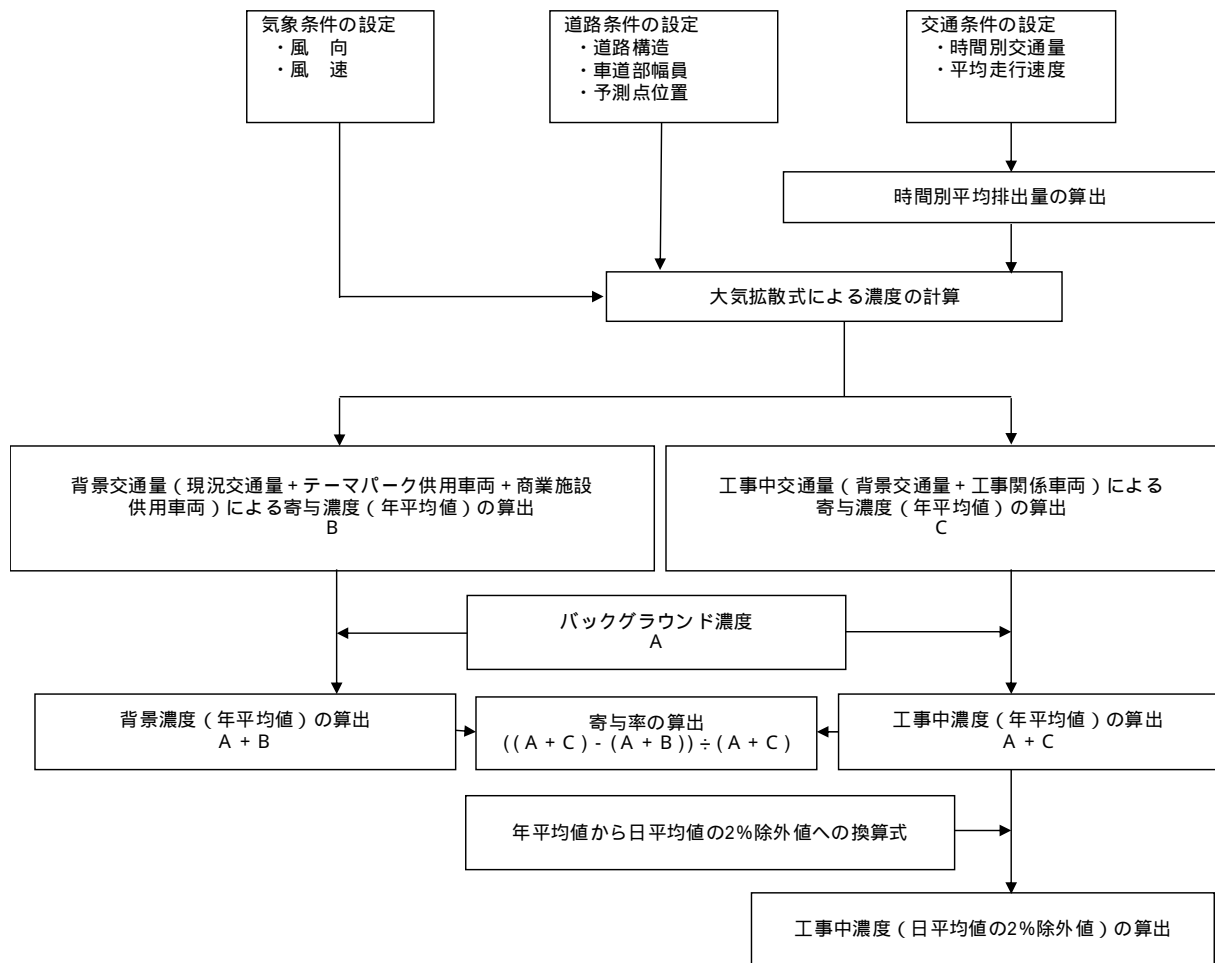 気象条件の設定
・風　向
・風　速
道路条件の設定
・道路構造
・車道部幅員
・予測点位置
交通条件の設定
・時間別交通量
・平均走行速度
時間別平均排出量の算出
大気拡散式による濃度の計算
背景交通量（現況交通量+テーマパーク供用車両+商業施設
供用車両）による寄与濃度（年平均値）の算出
B
工事中交通量（背景交通量+工事関係車両）による
寄与濃度（年平均値）の算出
C
バックグラウンド濃度
A
背景濃度（年平均値）の算出
A + B
寄与率の算出
((A + C) - (A + B)) ÷ (A + C)
工事中濃度（年平均値）の算出
A + C
年平均値から日平均値の2%除外値への換算式
工事中濃度（日平均値の2%除外値）の算出